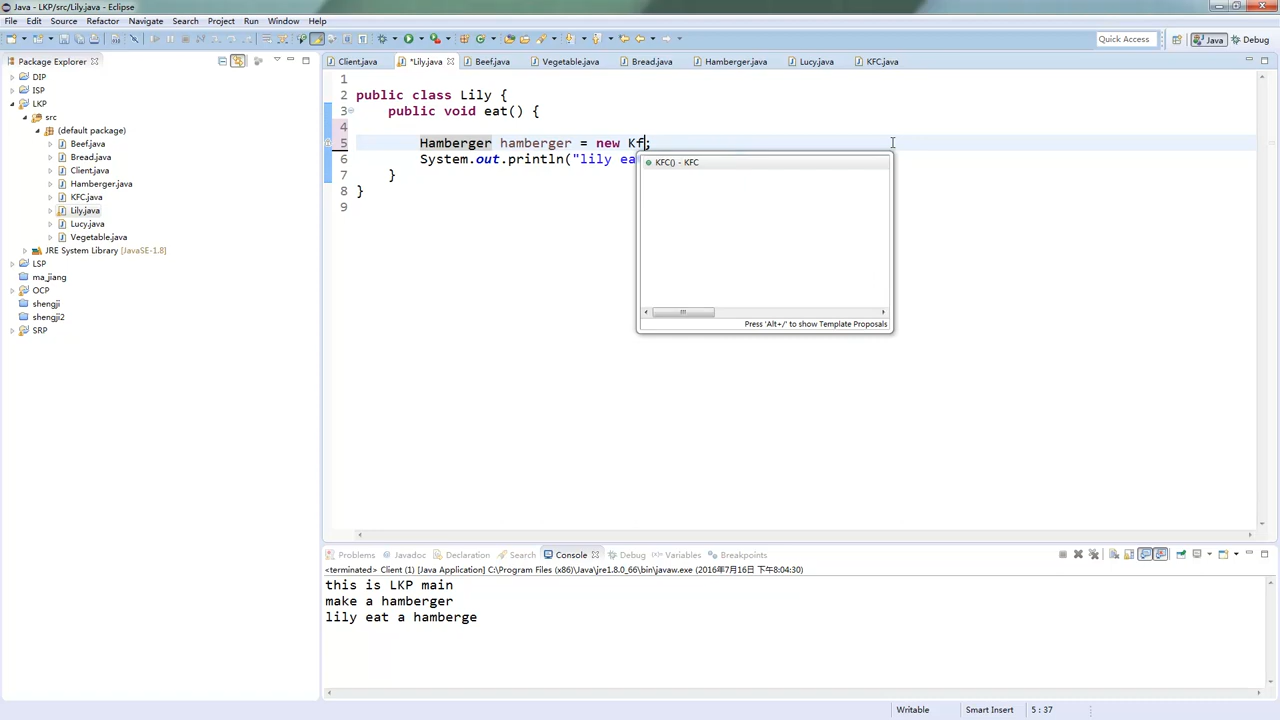 Java - LKP/src/Lily.java - Eclipse
File Edit Source Refactor Navigate Search Project Run Window Help
Quick Access
Java
Debug
Package Explorer
DIP
ISP
LKP
src
(default package)
Beef.java
Bread.java
Client.java
Hamberger.java
KFC.java
Lily.java
Lucy.java
Vegetable.java
JRE System Library [JavaSE-1.8]
LSP
ma_jiang
OCP
shengji
shengji2
SRP
Client.java *Lily.java Beef.java Vegetable.java Bread.java Hamberger.java Lucy.java KFC.java
1
2 public class Lily {
3 public void eat() {
4
5 Hamberger hamberger = new Kf;
6 System.out.println("lily ea
7 }
8 }
9
KFC() - KFC
Press 'Alt+/' to show Template Proposals
Problems Javadoc Declaration Search Console Debug Variables Breakpoints
<terminated> Client (1) [Java Application] C:\Program Files (x86)\Java\jre1.8.0_66\bin\javaw.exe (2016年7月16日 下午8:04:30)
this is LKP main
make a hamberger
lily eat a hamberge
Writable Smart Insert 5 : 37